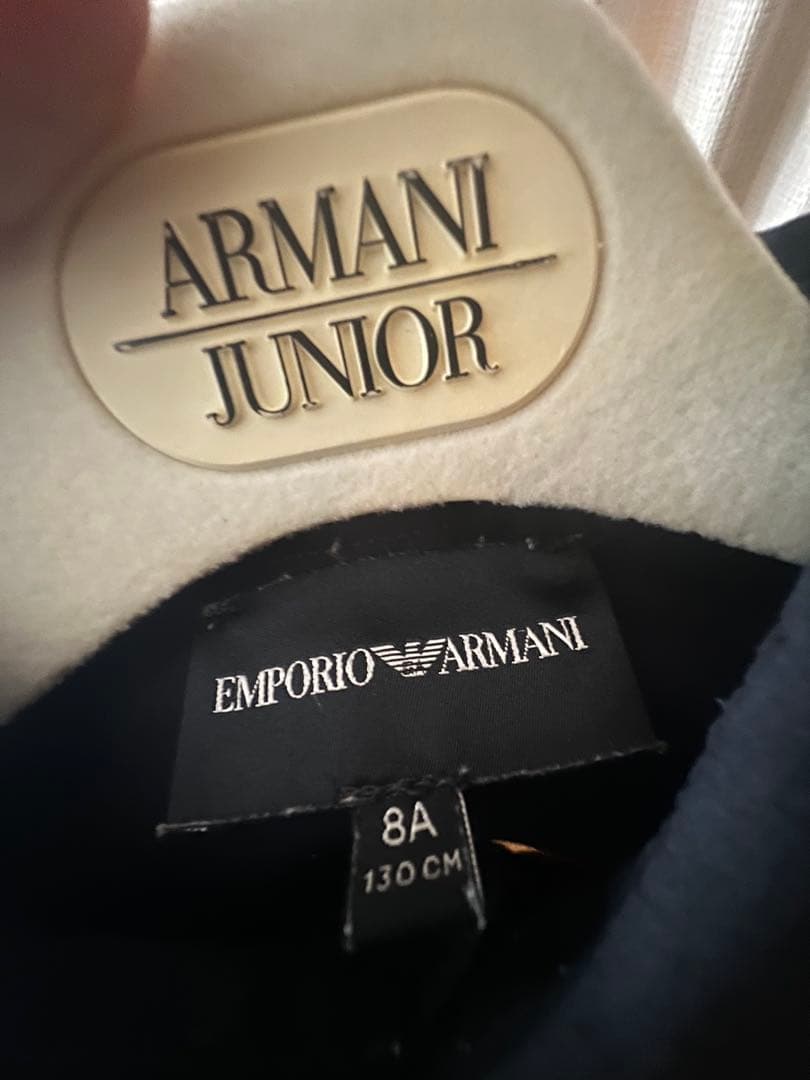 ARMANI
JUNIOR
EMPORIO ARMANI
8A
130 CM